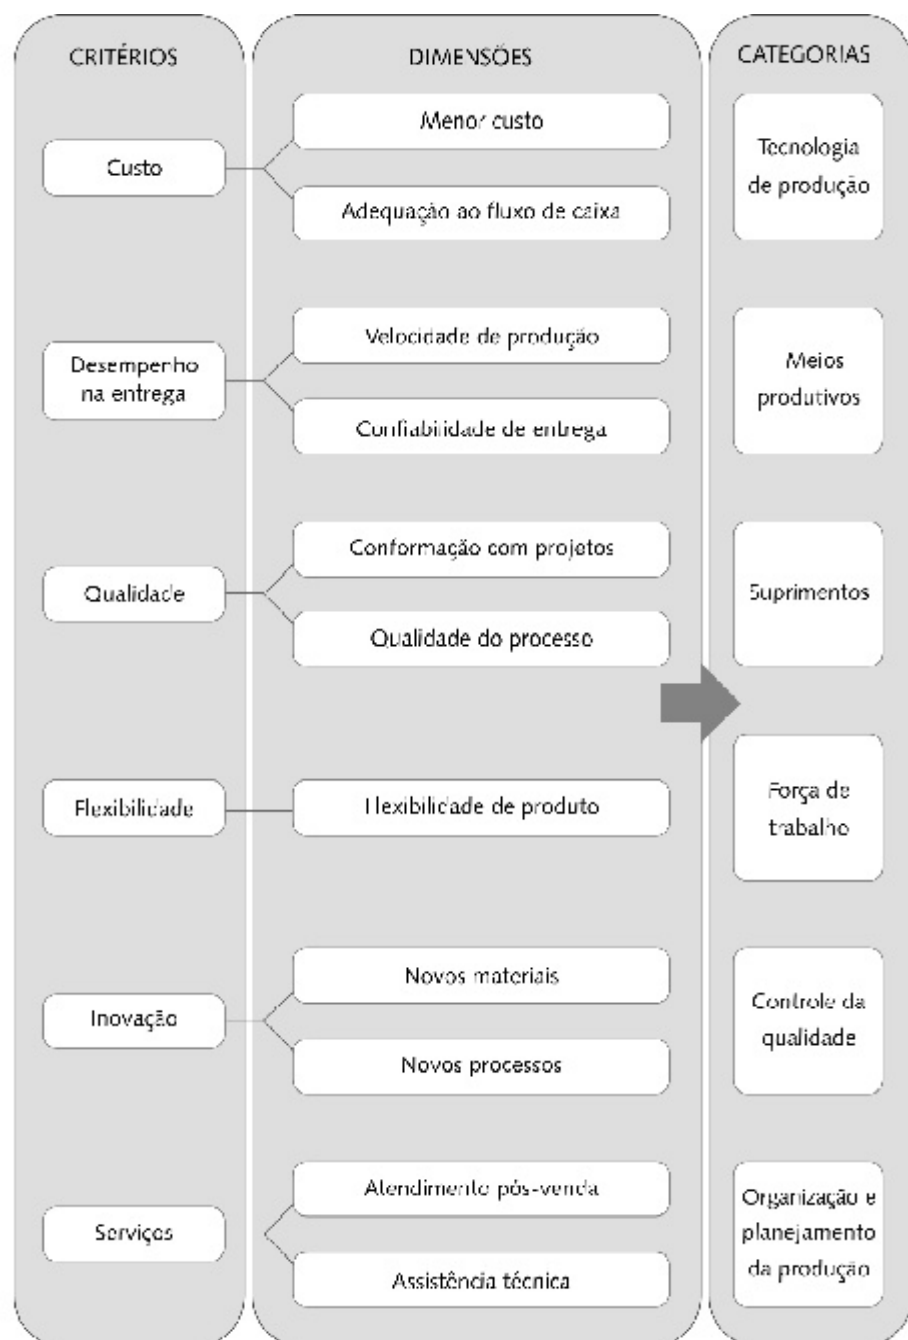 CRITÉRIOS
Custo
Desempenho
na entrega
Qualidade
Flexibilidade
Inovação
Serviços
DIMENSÕES
Menor custo
Adequação ao fluxo de caixa
Velocidade de produção
Confiabilidade de entrega
Conformação com projetos
Qualidade do processo
Flexibilidade de produto
Novos materiais
Novos processos
Atendimento pós-venda
Assistência técnica
CATEGORIAS
Tecnologia
de produção
Meios
produtivos
Suprimentos
Força de
trabalho
Controle da
qualidade
Organização e
planejamento
da produção